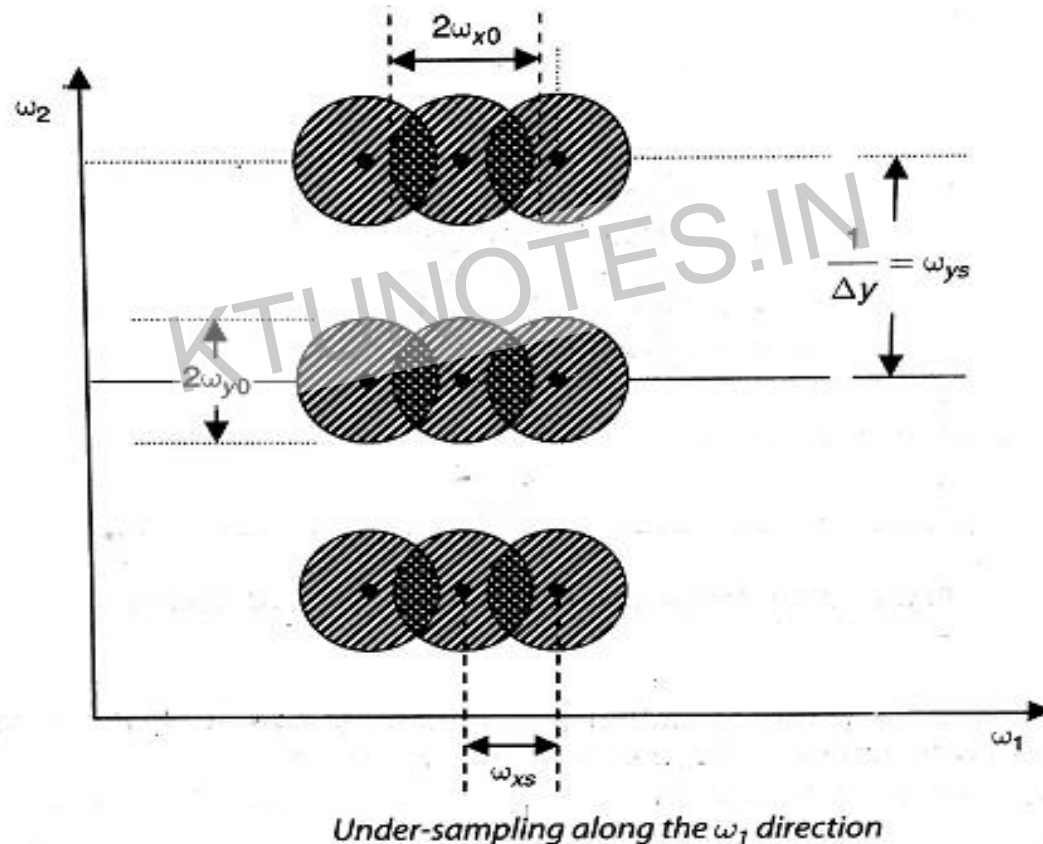 2ωx0
ω2
1
Δy = ωys
2ωy0
KTUNOTES.IN
ω1
ωxs
Under-sampling along the ω1 direction